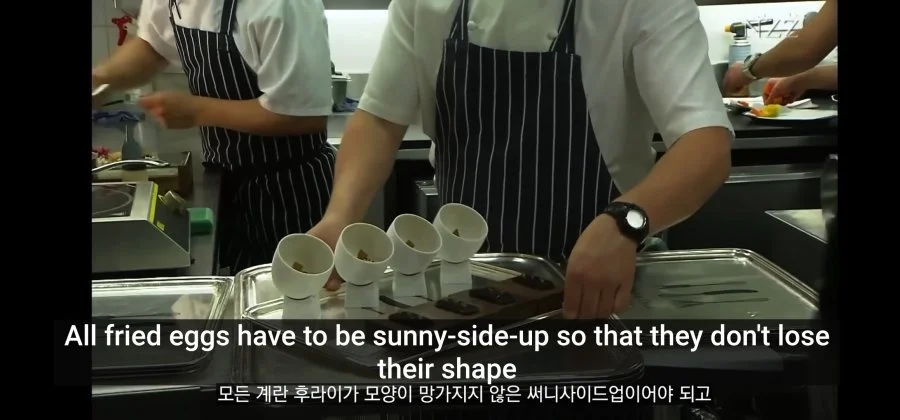 NZZ
All fried eggs have to be sunny-side-up so that they don't lose
their shape
모든 계란 후라이가 모양이 망가지지 않은 써니사이드업이어야 되고